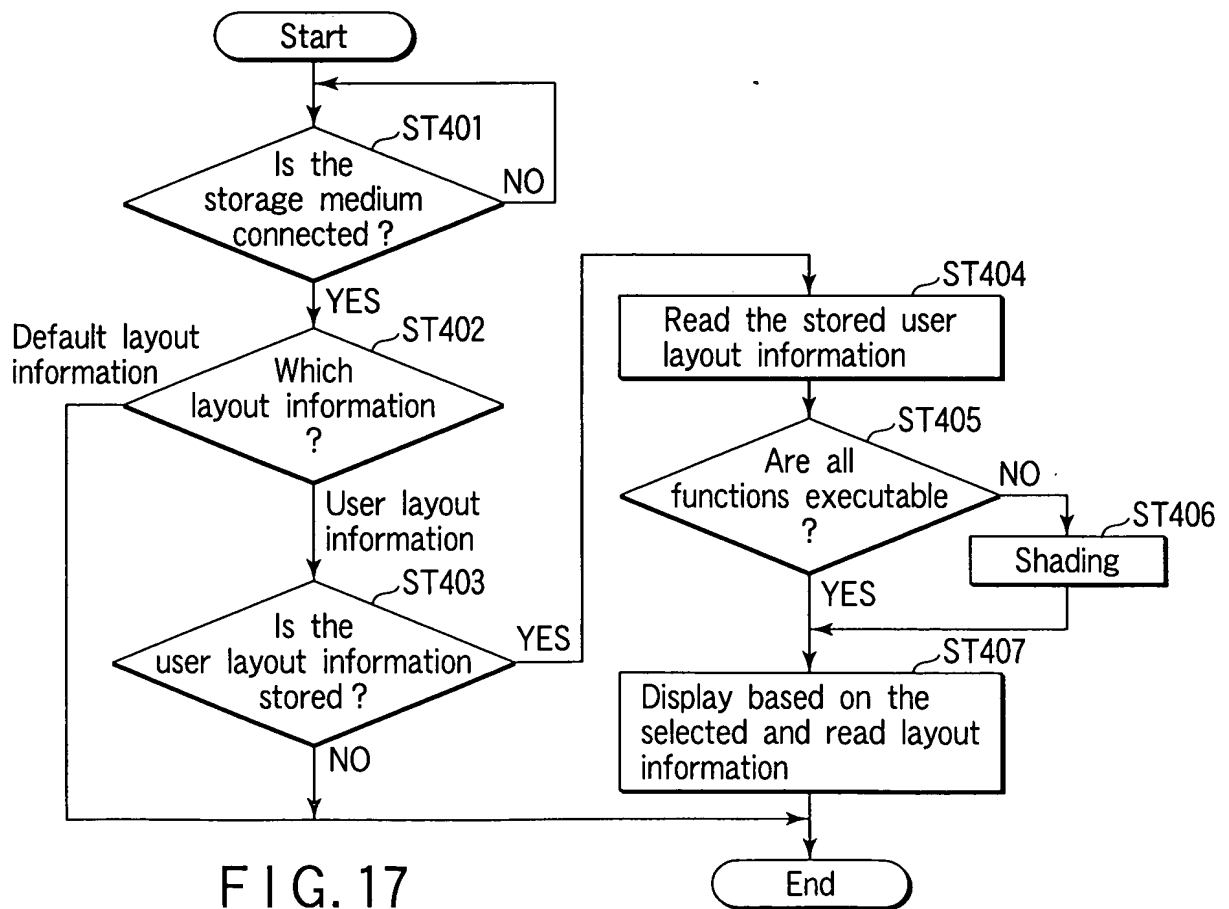 Start
ST401
Is the
storage medium
connected ?
NO
YES
Default layout
information
ST402
Which
layout information
?
User layout
information
ST403
Is the
user layout information
stored ?
YES
NO
ST404
Read the stored user
layout information
ST405
Are all
functions executable
?
NO
ST406
Shading
YES
ST407
Display based on the
selected and read layout
information
End
FIG. 17